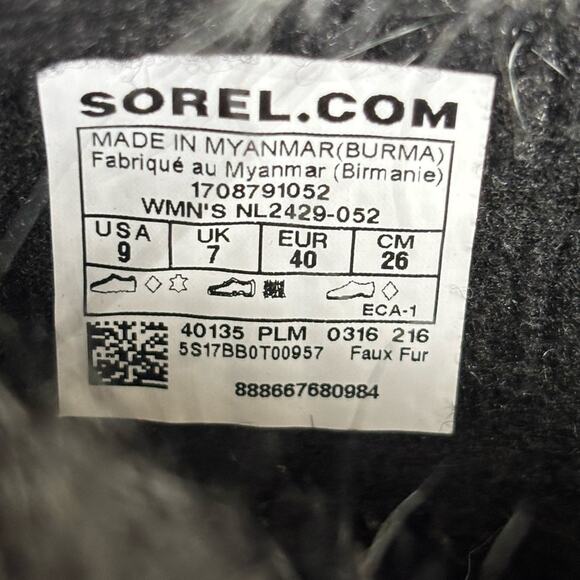 SOREL.COM
MADE IN MYANMAR(BURMA)
Fabriqué au Myanmar (Birmanie)
1708791052
WMN'S NL2429-052
USA UK EUR CM
9 7 40 26
ECA-1
40135 PLM 0316 216
5S17BB0T00957 Faux Fur
888667680984